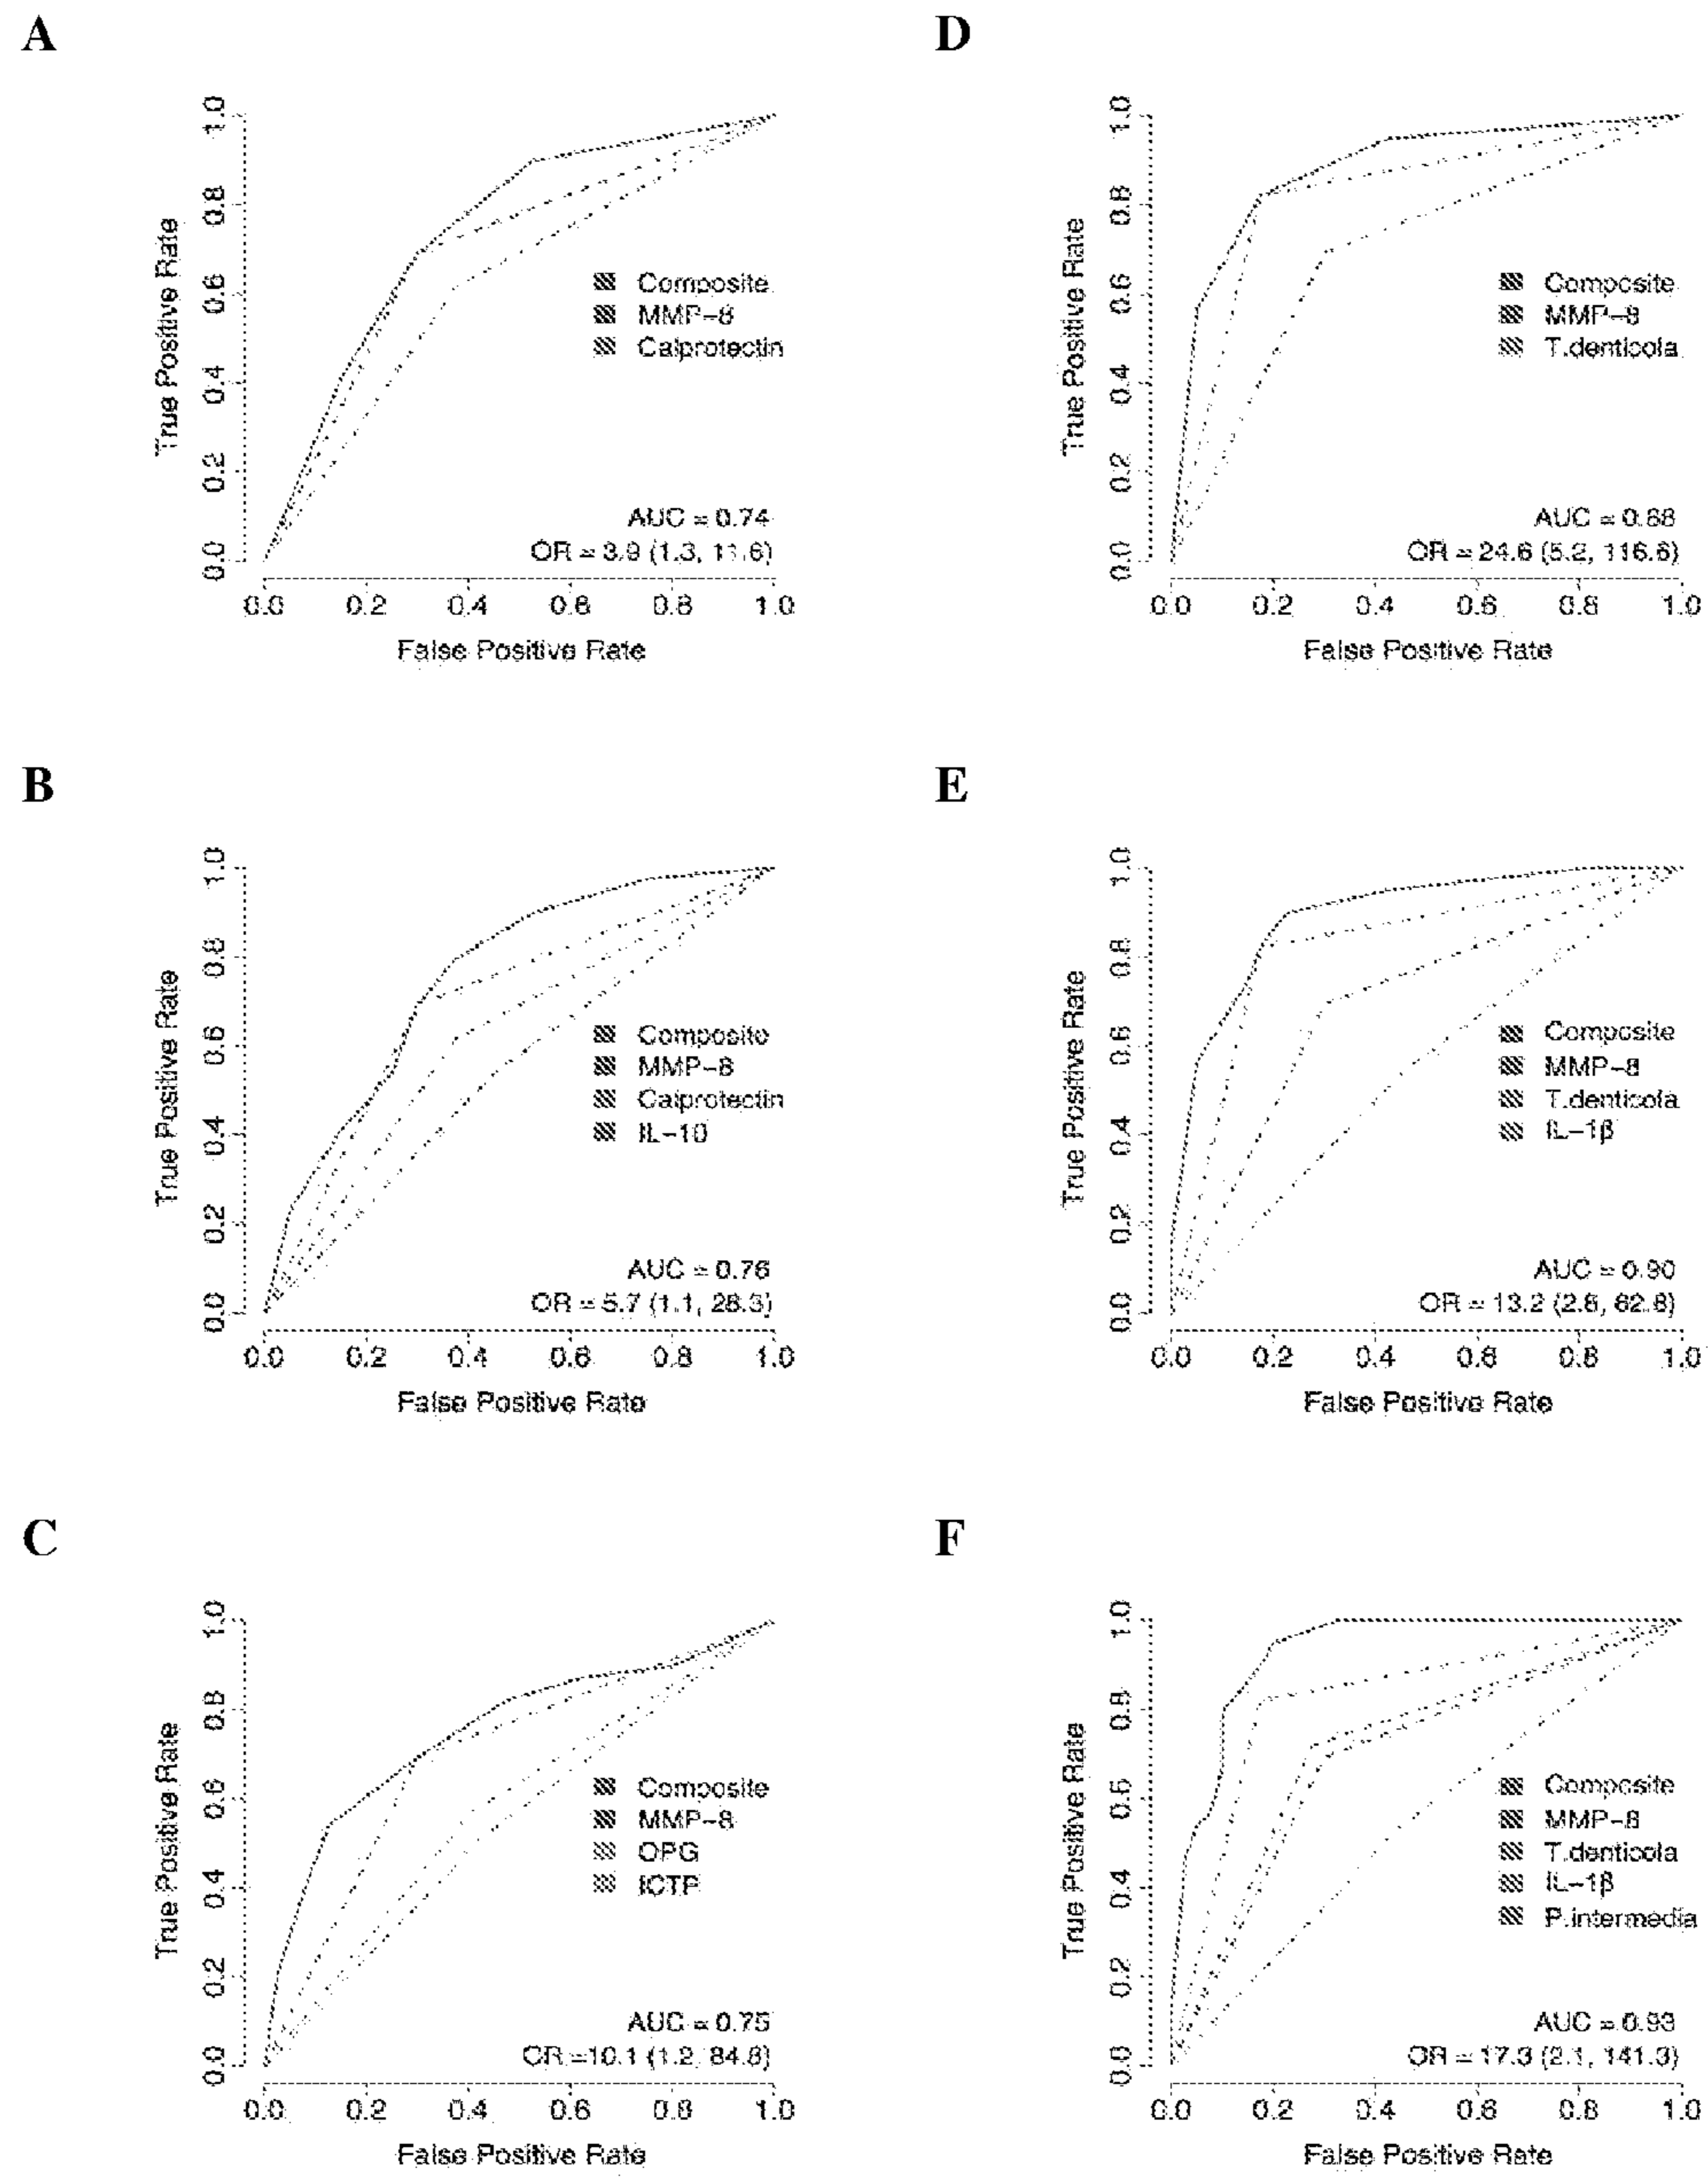 A
1.0
0.8
0.6
0.4
0.2
0.0
True Positive Rate
Composite
MMP-8
Calprotectin
AUC = 0.74
OR = 3.9 (1.3, 11.6)
0.0 0.2 0.4 0.6 0.8 1.0
False Positive Rate
B
1.0
0.8
0.6
0.4
0.2
0.0
True Positive Rate
Composite
MMP-8
Calprotectin
IL-10
AUC = 0.76
OR = 5.7 (1.1, 28.3)
0.0 0.2 0.4 0.6 0.8 1.0
False Positive Rate
C
1.0
0.8
0.6
0.4
0.2
0.0
True Positive Rate
Composite
MMP-8
OPG
ICTP
AUC = 0.75
OR =10.1 (1.2, 84.8)
0.0 0.2 0.4 0.6 0.8 1.0
False Positive Rate
D
1.0
0.8
0.6
0.4
0.2
0.0
True Positive Rate
Composite
MMP-8
T.denticola
AUC = 0.88
OR = 24.6 (5.2, 116.6)
0.0 0.2 0.4 0.6 0.8 1.0
False Positive Rate
E
1.0
0.8
0.6
0.4
0.2
0.0
True Positive Rate
Composite
MMP-8
T.denticola
IL-1β
AUC = 0.90
OR = 13.2 (2.8, 62.8)
0.0 0.2 0.4 0.6 0.8 1.0
False Positive Rate
F
1.0
0.8
0.6
0.4
0.2
0.0
True Positive Rate
Composite
MMP-8
T.denticola
IL-1β
P.intermedia
AUC = 0.93
OR = 17.3 (2.1, 141.3)
0.0 0.2 0.4 0.6 0.8 1.0
False Positive Rate